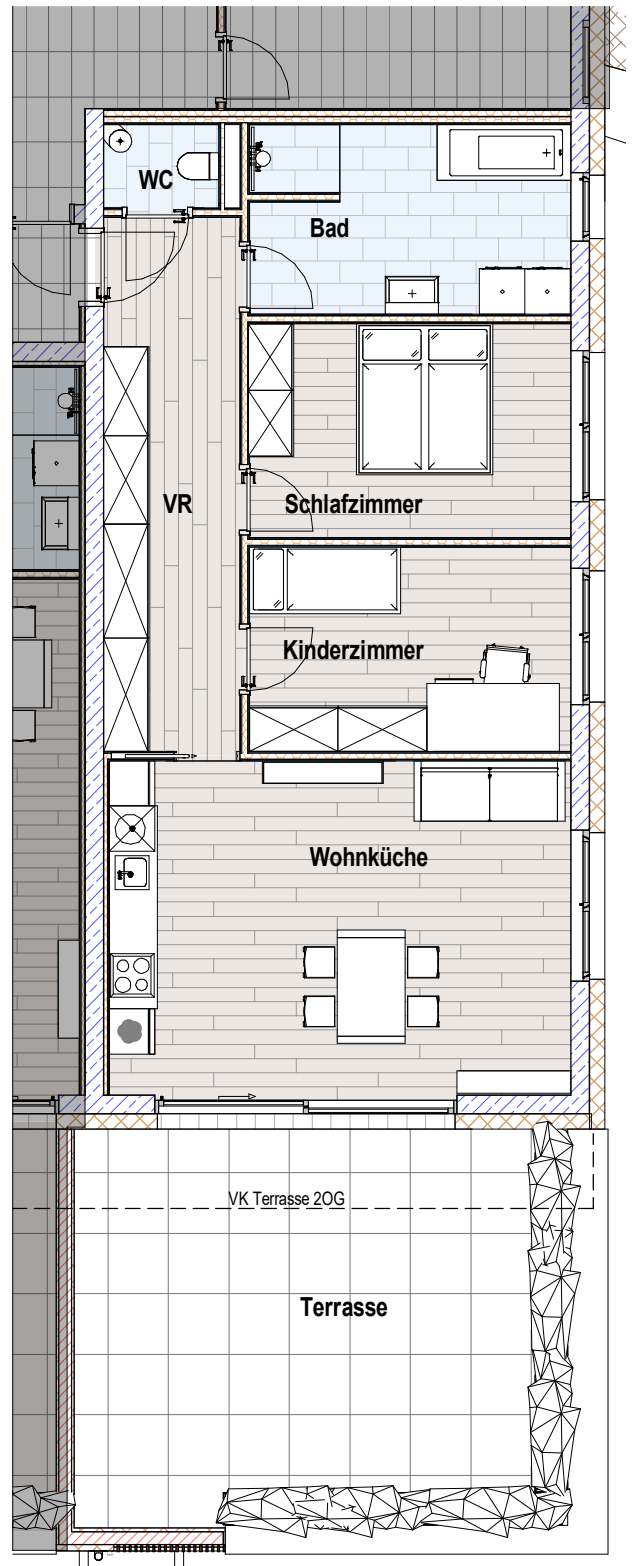 WC
Bad
VR
Schlafzimmer
Kinderzimmer
Wohnküche
VK Terrasse 2OG
Terrasse